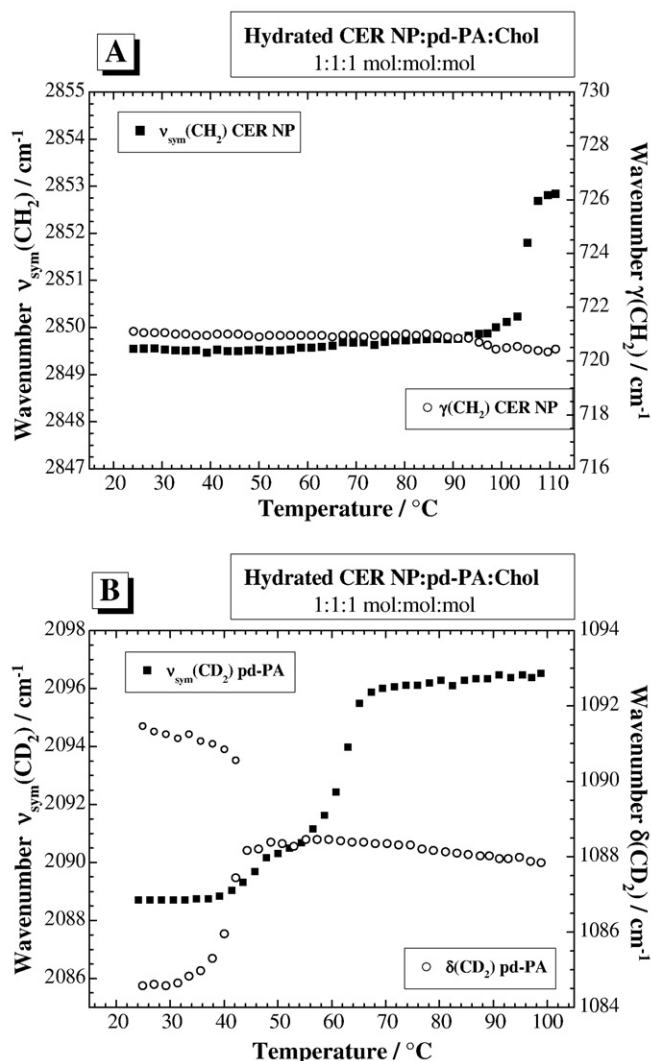 A
Hydrated CER NP:pd-PA:Chol
1:1:1 mol:mol:mol
ν_sym(CH₂) CER NP
γ(CH₂) CER NP
Wavenumber ν_sym(CH₂) / cm⁻¹
2855
2854
2853
2852
2851
2850
2849
2848
2847
Wavenumber γ(CH₂) / cm⁻¹
730
728
726
724
722
720
718
716
20 30 40 50 60 70 80 90 100 110
Temperature / °C
B
Hydrated CER NP:pd-PA:Chol
1:1:1 mol:mol:mol
ν_sym(CD₂) pd-PA
δ(CD₂) pd-PA
Wavenumber ν_sym(CD₂) / cm⁻¹
2098
2096
2094
2092
2090
2088
2086
Wavenumber δ(CD₂) / cm⁻¹
1094
1092
1090
1088
1086
1084
20 30 40 50 60 70 80 90 100
Temperature / °C